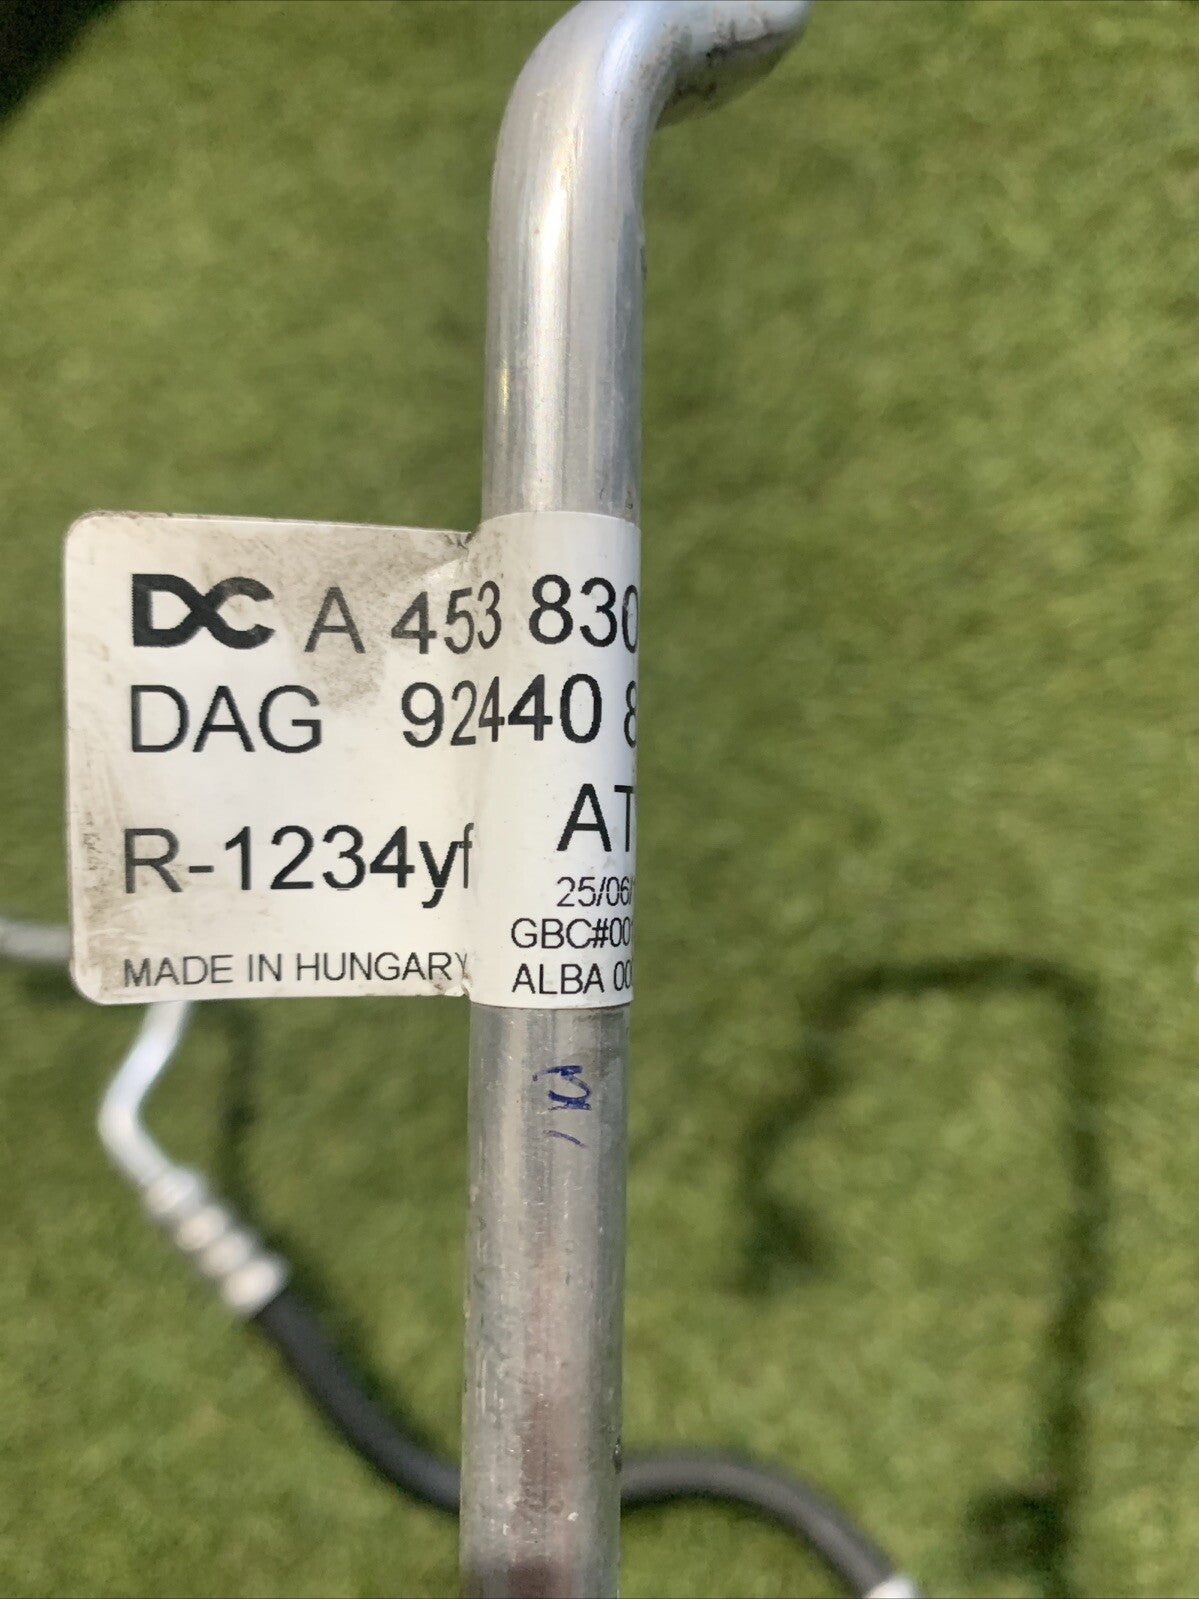 DC A 453 830
DAG 92440 8
R-1234yf AT
25/06/
GBC#00
ALBA 00
MADE IN HUNGARY